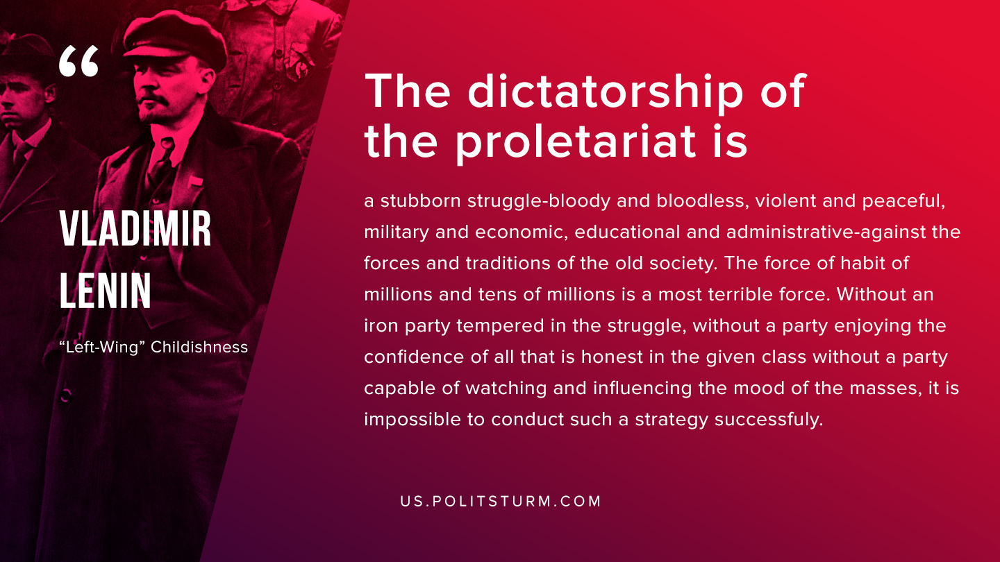 “
VLADIMIR
LENIN
“Left-Wing” Childishness
The dictatorship of
the proletariat is
a stubborn struggle-bloody and bloodless, violent and peaceful,
military and economic, educational and administrative-against the
forces and traditions of the old society. The force of habit of
millions and tens of millions is a most terrible force. Without an
iron party tempered in the struggle, without a party enjoying the
confidence of all that is honest in the given class without a party
capable of watching and influencing the mood of the masses, it is
impossible to conduct such a strategy successfuly.
US.POLITSTURM.COM